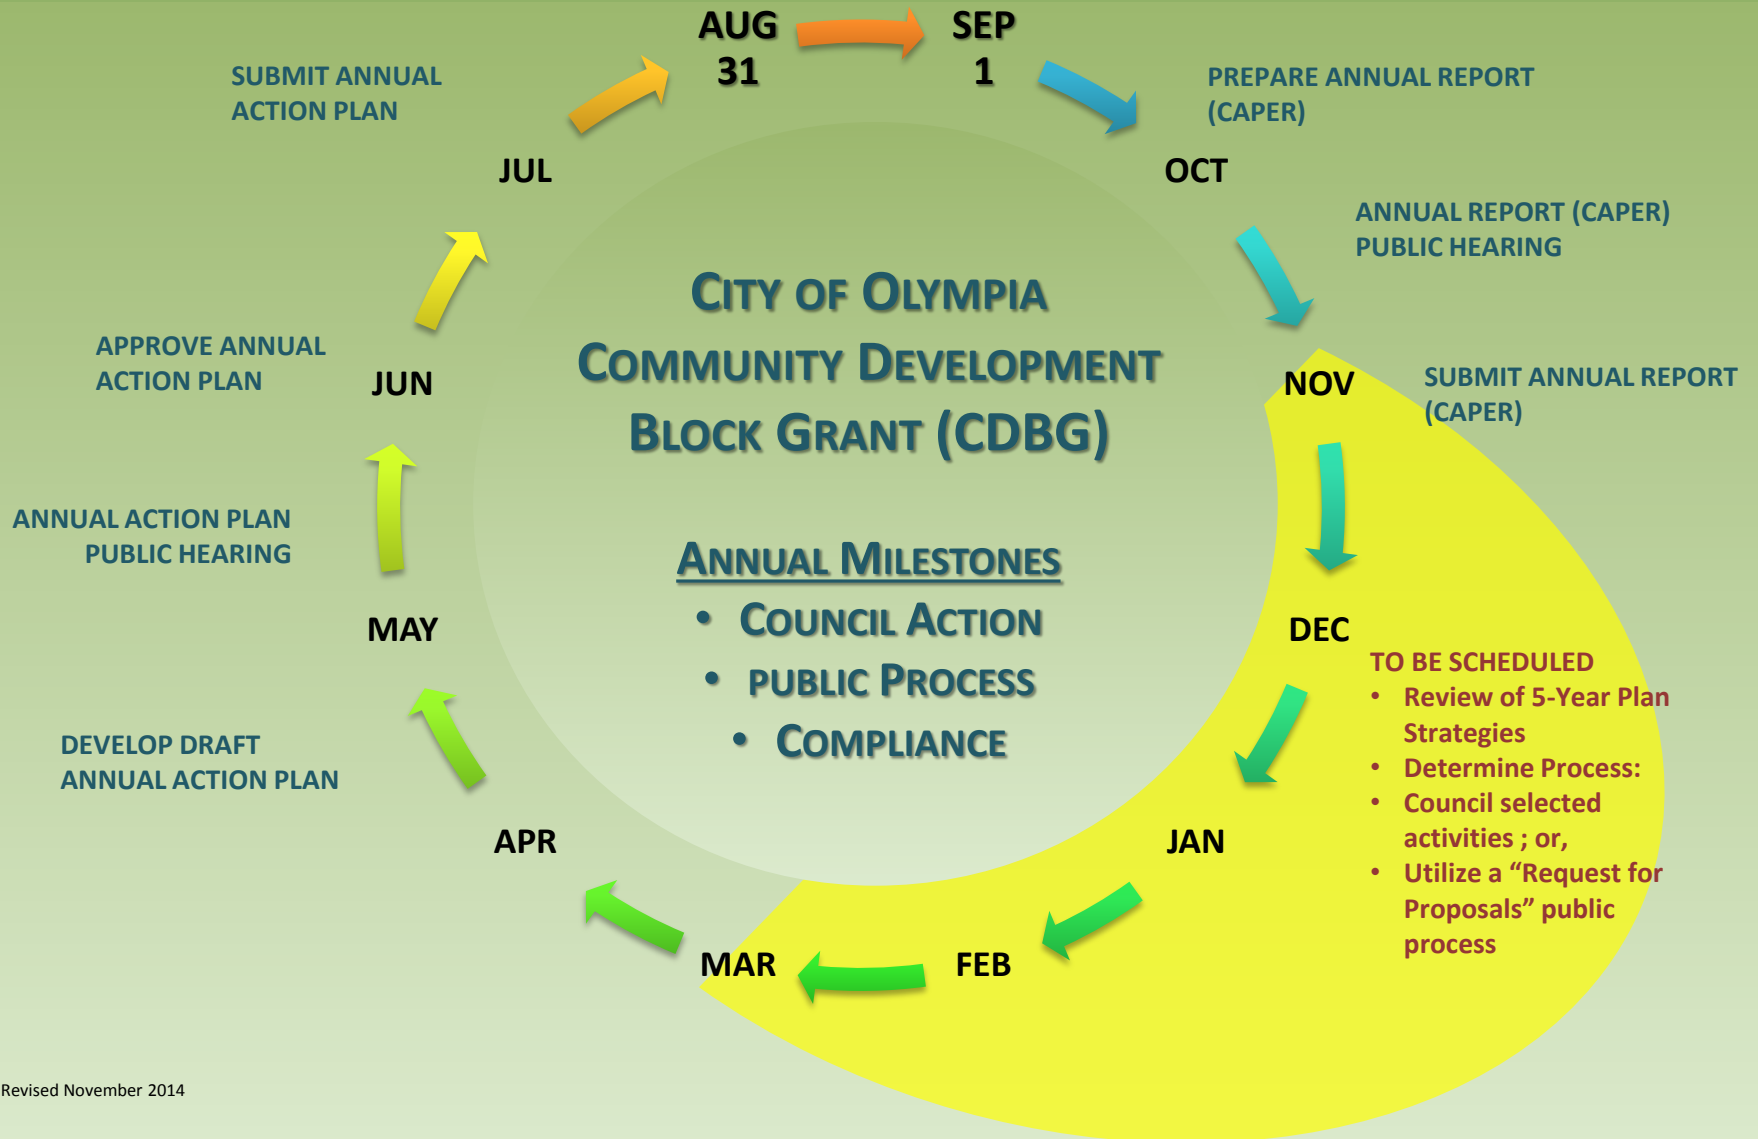 AUG
31
SEP
1
PREPARE ANNUAL REPORT
(CAPER)
OCT
ANNUAL REPORT (CAPER)
PUBLIC HEARING
NOV
SUBMIT ANNUAL REPORT
(CAPER)
DEC
TO BE SCHEDULED
• Review of 5-Year Plan
Strategies
• Determine Process:
• Council selected
activities ; or,
• Utilize a “Request for
Proposals” public
process
JAN
FEB
MAR
APR
DEVELOP DRAFT
ANNUAL ACTION PLAN
MAY
ANNUAL ACTION PLAN
PUBLIC HEARING
JUN
APPROVE ANNUAL
ACTION PLAN
JUL
SUBMIT ANNUAL
ACTION PLAN
CITY OF OLYMPIA
COMMUNITY DEVELOPMENT
BLOCK GRANT (CDBG)
ANNUAL MILESTONES
• COUNCIL ACTION
• PUBLIC PROCESS
• COMPLIANCE
Revised November 2014